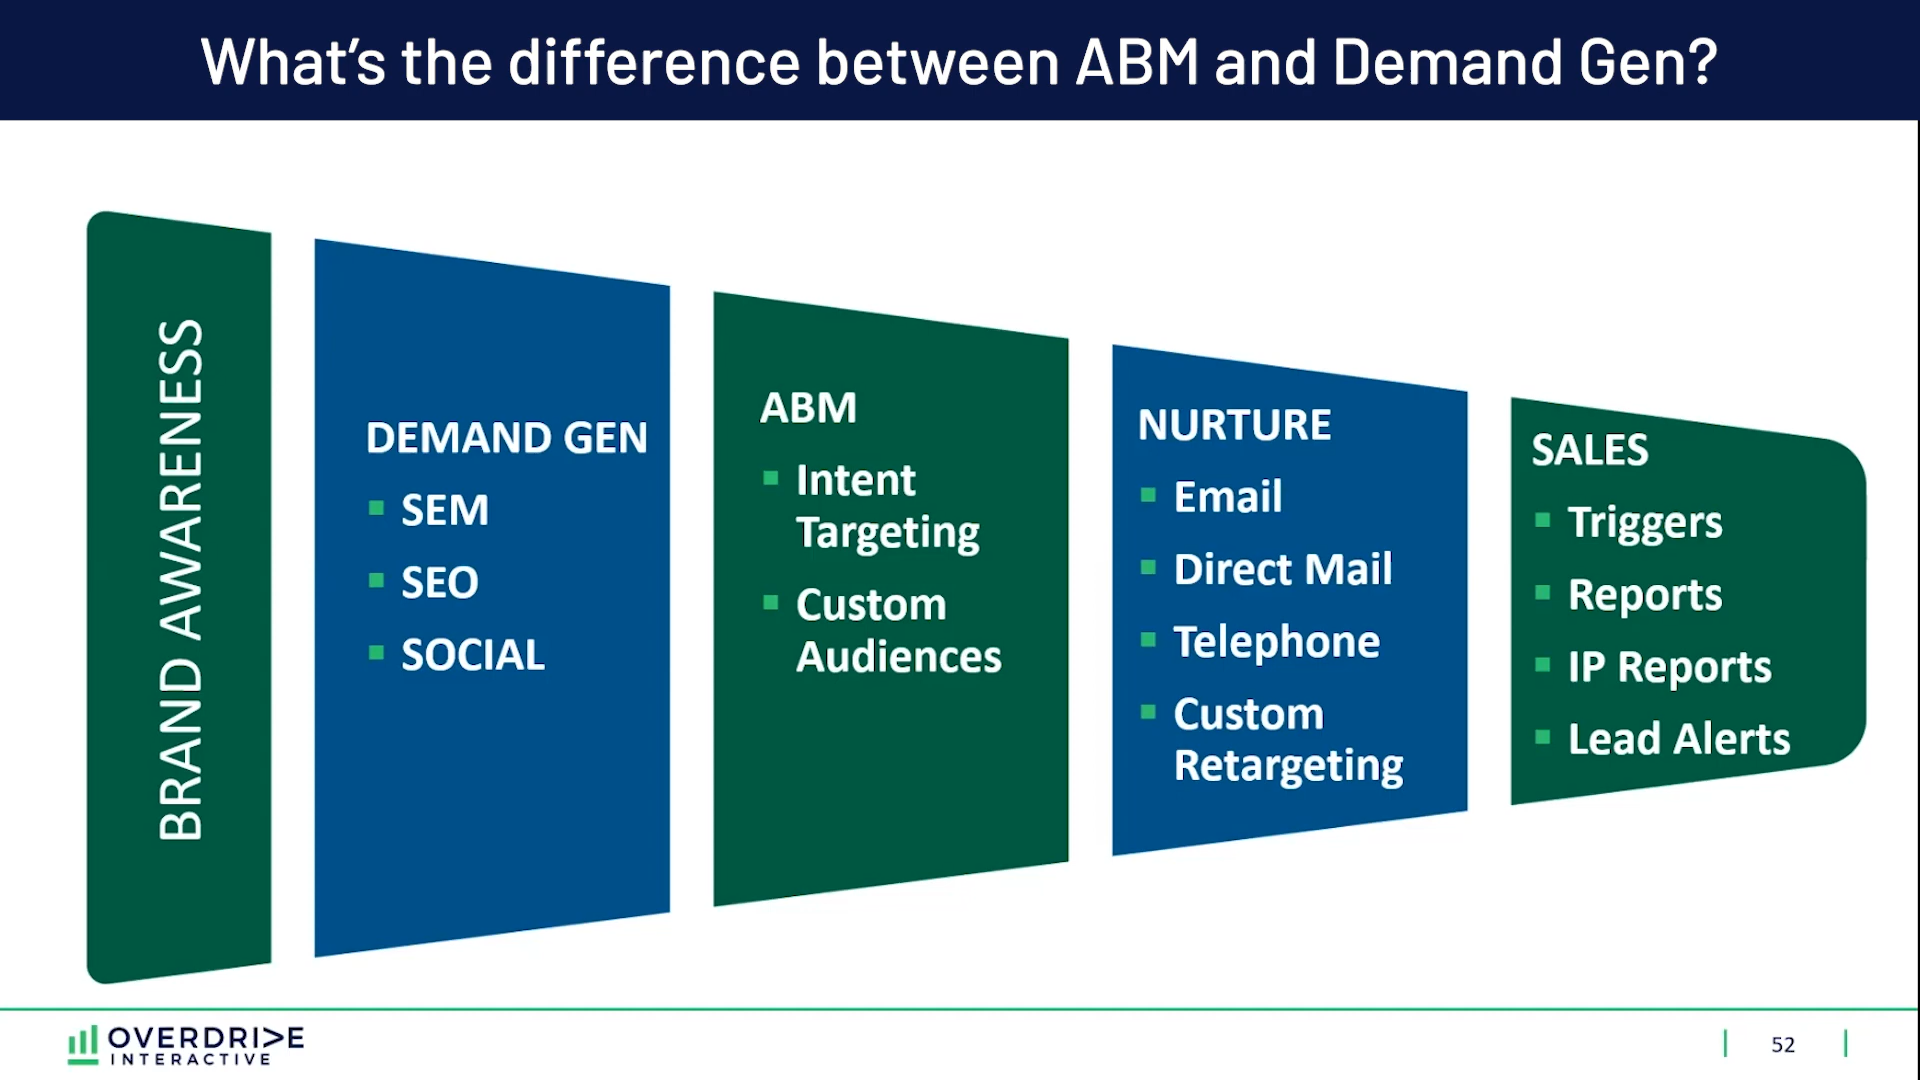 What's the difference between ABM and Demand Gen?
BRAND AWARENESS
DEMAND GEN
SEM
SEO
SOCIAL
ABM
Intent
Targeting
Custom
Audiences
NURTURE
Email
Direct Mail
Telephone
Custom
Retargeting
SALES
Triggers
Reports
IP Reports
Lead Alerts
OVERDRIVE
INTERACTIVE
52